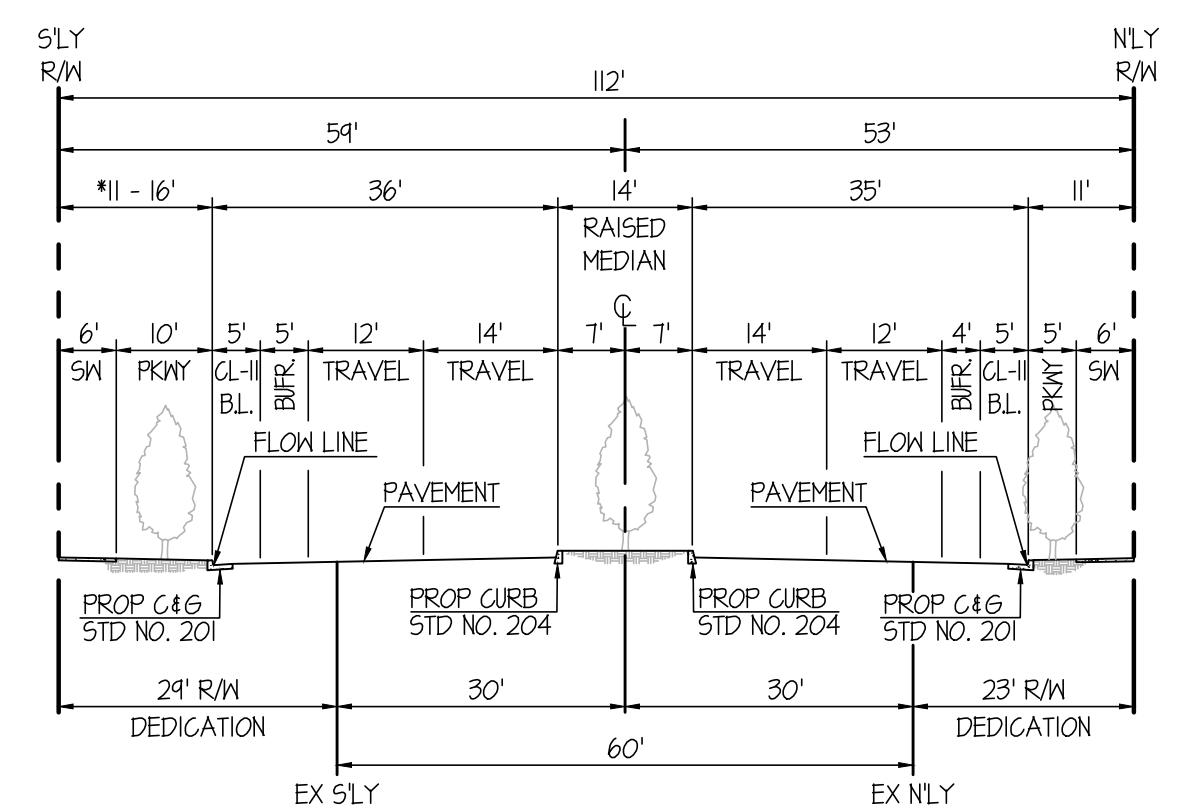 S'LY
R/W
N'LY
R/W
112'
59'
53'
*11 - 16'
36'
14'
35'
11'
RAISED
MEDIAN
℄
6'
10'
5'
5'
12'
14'
7'
7'
14'
12'
4'
5'
5'
6'
SW
PKWY
CL-II
B.L.
BUFR.
TRAVEL
TRAVEL
TRAVEL
TRAVEL
BUFR.
CL-II
B.L.
PKWY
SW
FLOW LINE
FLOW LINE
PAVEMENT
PAVEMENT
PROP C&G
STD NO. 201
PROP CURB
STD NO. 204
PROP CURB
STD NO. 204
PROP C&G
STD NO. 201
29' R/W
DEDICATION
30'
30'
23' R/W
DEDICATION
60'
EX S'LY
EX N'LY